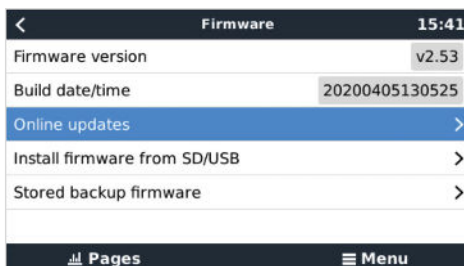 Firmware 15:41
Firmware version v2.53
Build date/time 20200405130525
Online updates
Install firmware from SD/USB
Stored backup firmware
Pages Menu